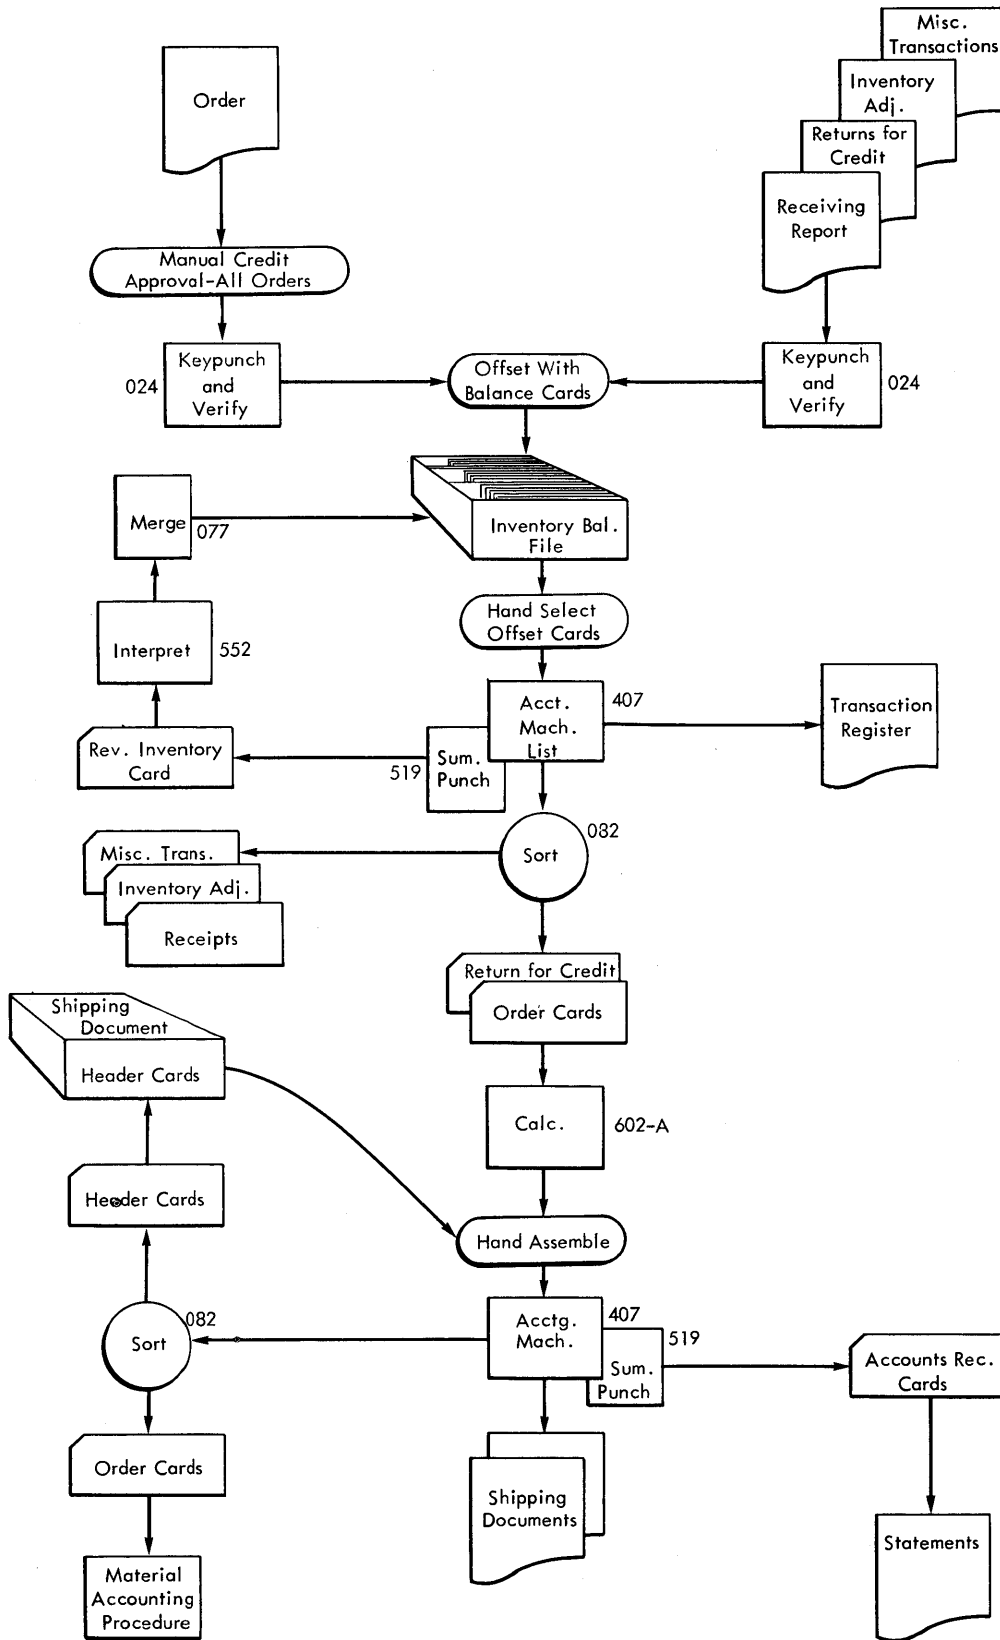 Misc.
Transactions
Inventory
Adj.
Returns for
Credit
Receiving
Report
Order
Manual Credit
Approval-All Orders
024
Keypunch
and
Verify
Offset With
Balance Cards
Keypunch
and
Verify
024
Inventory Bal.
File
Merge
077
Hand Select
Offset Cards
Interpret
552
Acct.
Mach.
List
407
Transaction
Register
Rev. Inventory
Card
519
Sum.
Punch
082
Sort
Misc. Trans.
Inventory Adj.
Receipts
Return for Credit
Order Cards
Shipping
Document
Header Cards
Calc.
602-A
Header Cards
Hand Assemble
082
Sort
Acctg.
Mach.
407
519
Sum.
Punch
Accounts Rec.
Cards
Order Cards
Shipping
Documents
Statements
Material
Accounting
Procedure